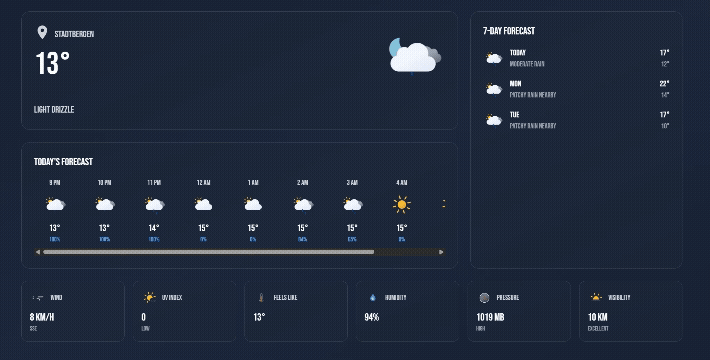 STADTBERGEN
13°
LIGHT DRIZZLE
TODAY'S FORECAST
9 PM 10 PM 11 PM 12 AM 1 AM 2 AM 3 AM 4 AM
13° 13° 14° 15° 15° 15° 15° 15°
100% 100% 100% 0% 0% 0%
7-DAY FORECAST
TODAY 17°
MODERATE RAIN 12°
MON 22°
PATCHY RAIN NEARBY 14°
TUE 17°
PATCHY RAIN NEARBY 10°
WIND
8 KM/H
SSE
UV INDEX
0
LOW
FEELS LIKE
13°
HUMIDITY
94%
PRESSURE
1019 MB
HIGH
VISIBILITY
10 KM
EXCELLENT